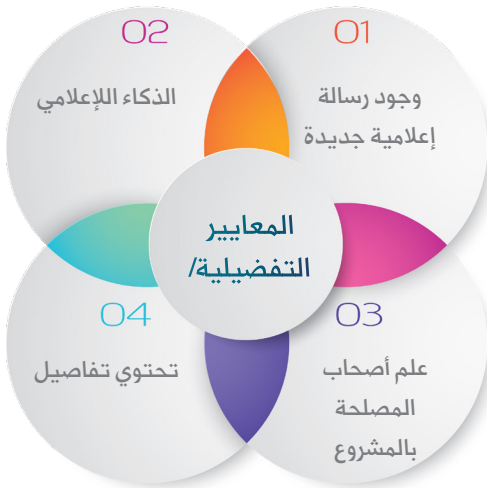 المعايير
التفضيلية/
01
وجود رسالة
إعلامية جديدة
02
الذكاء اللإعلامي
03
علم أصحاب
المصلحة
بالمشروع
04
تحتوي تفاصيل